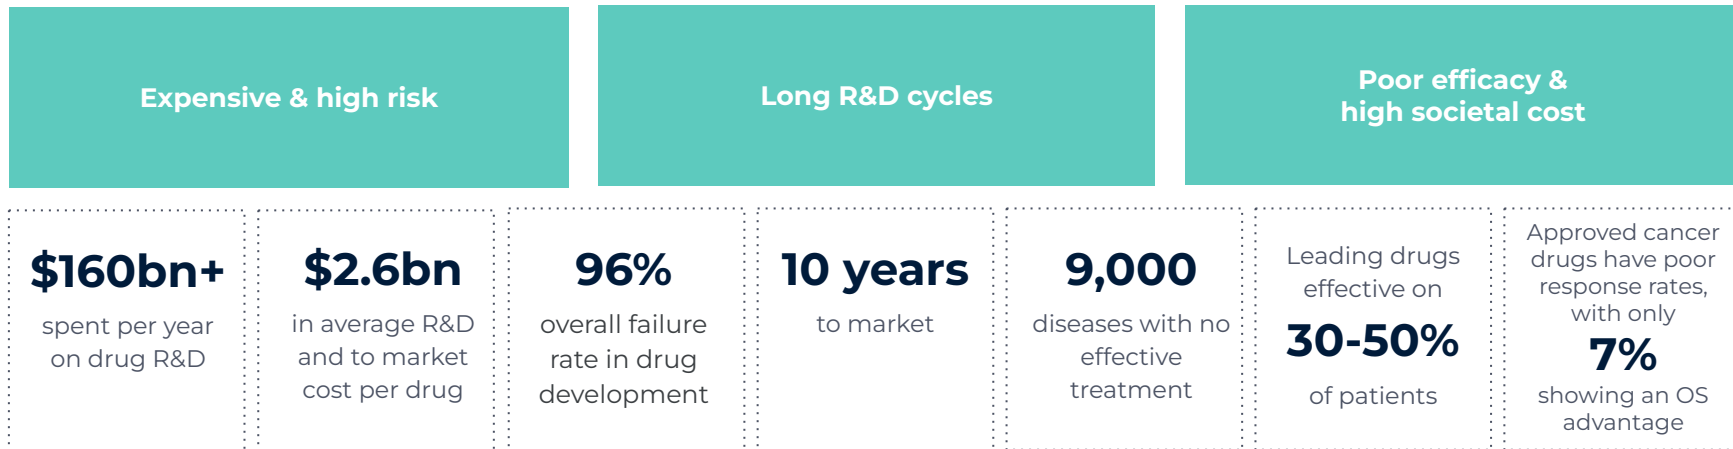 Expensive & high risk
Long R&D cycles
Poor efficacy &
high societal cost
$160bn+
spent per year
on drug R&D
$2.6bn
in average R&D
and to market
cost per drug
96%
overall failure
rate in drug
development
10 years
to market
9,000
diseases with no
effective
treatment
Leading drugs
effective on
30-50%
of patients
Approved cancer
drugs have poor
response rates,
with only
7%
showing an OS
advantage